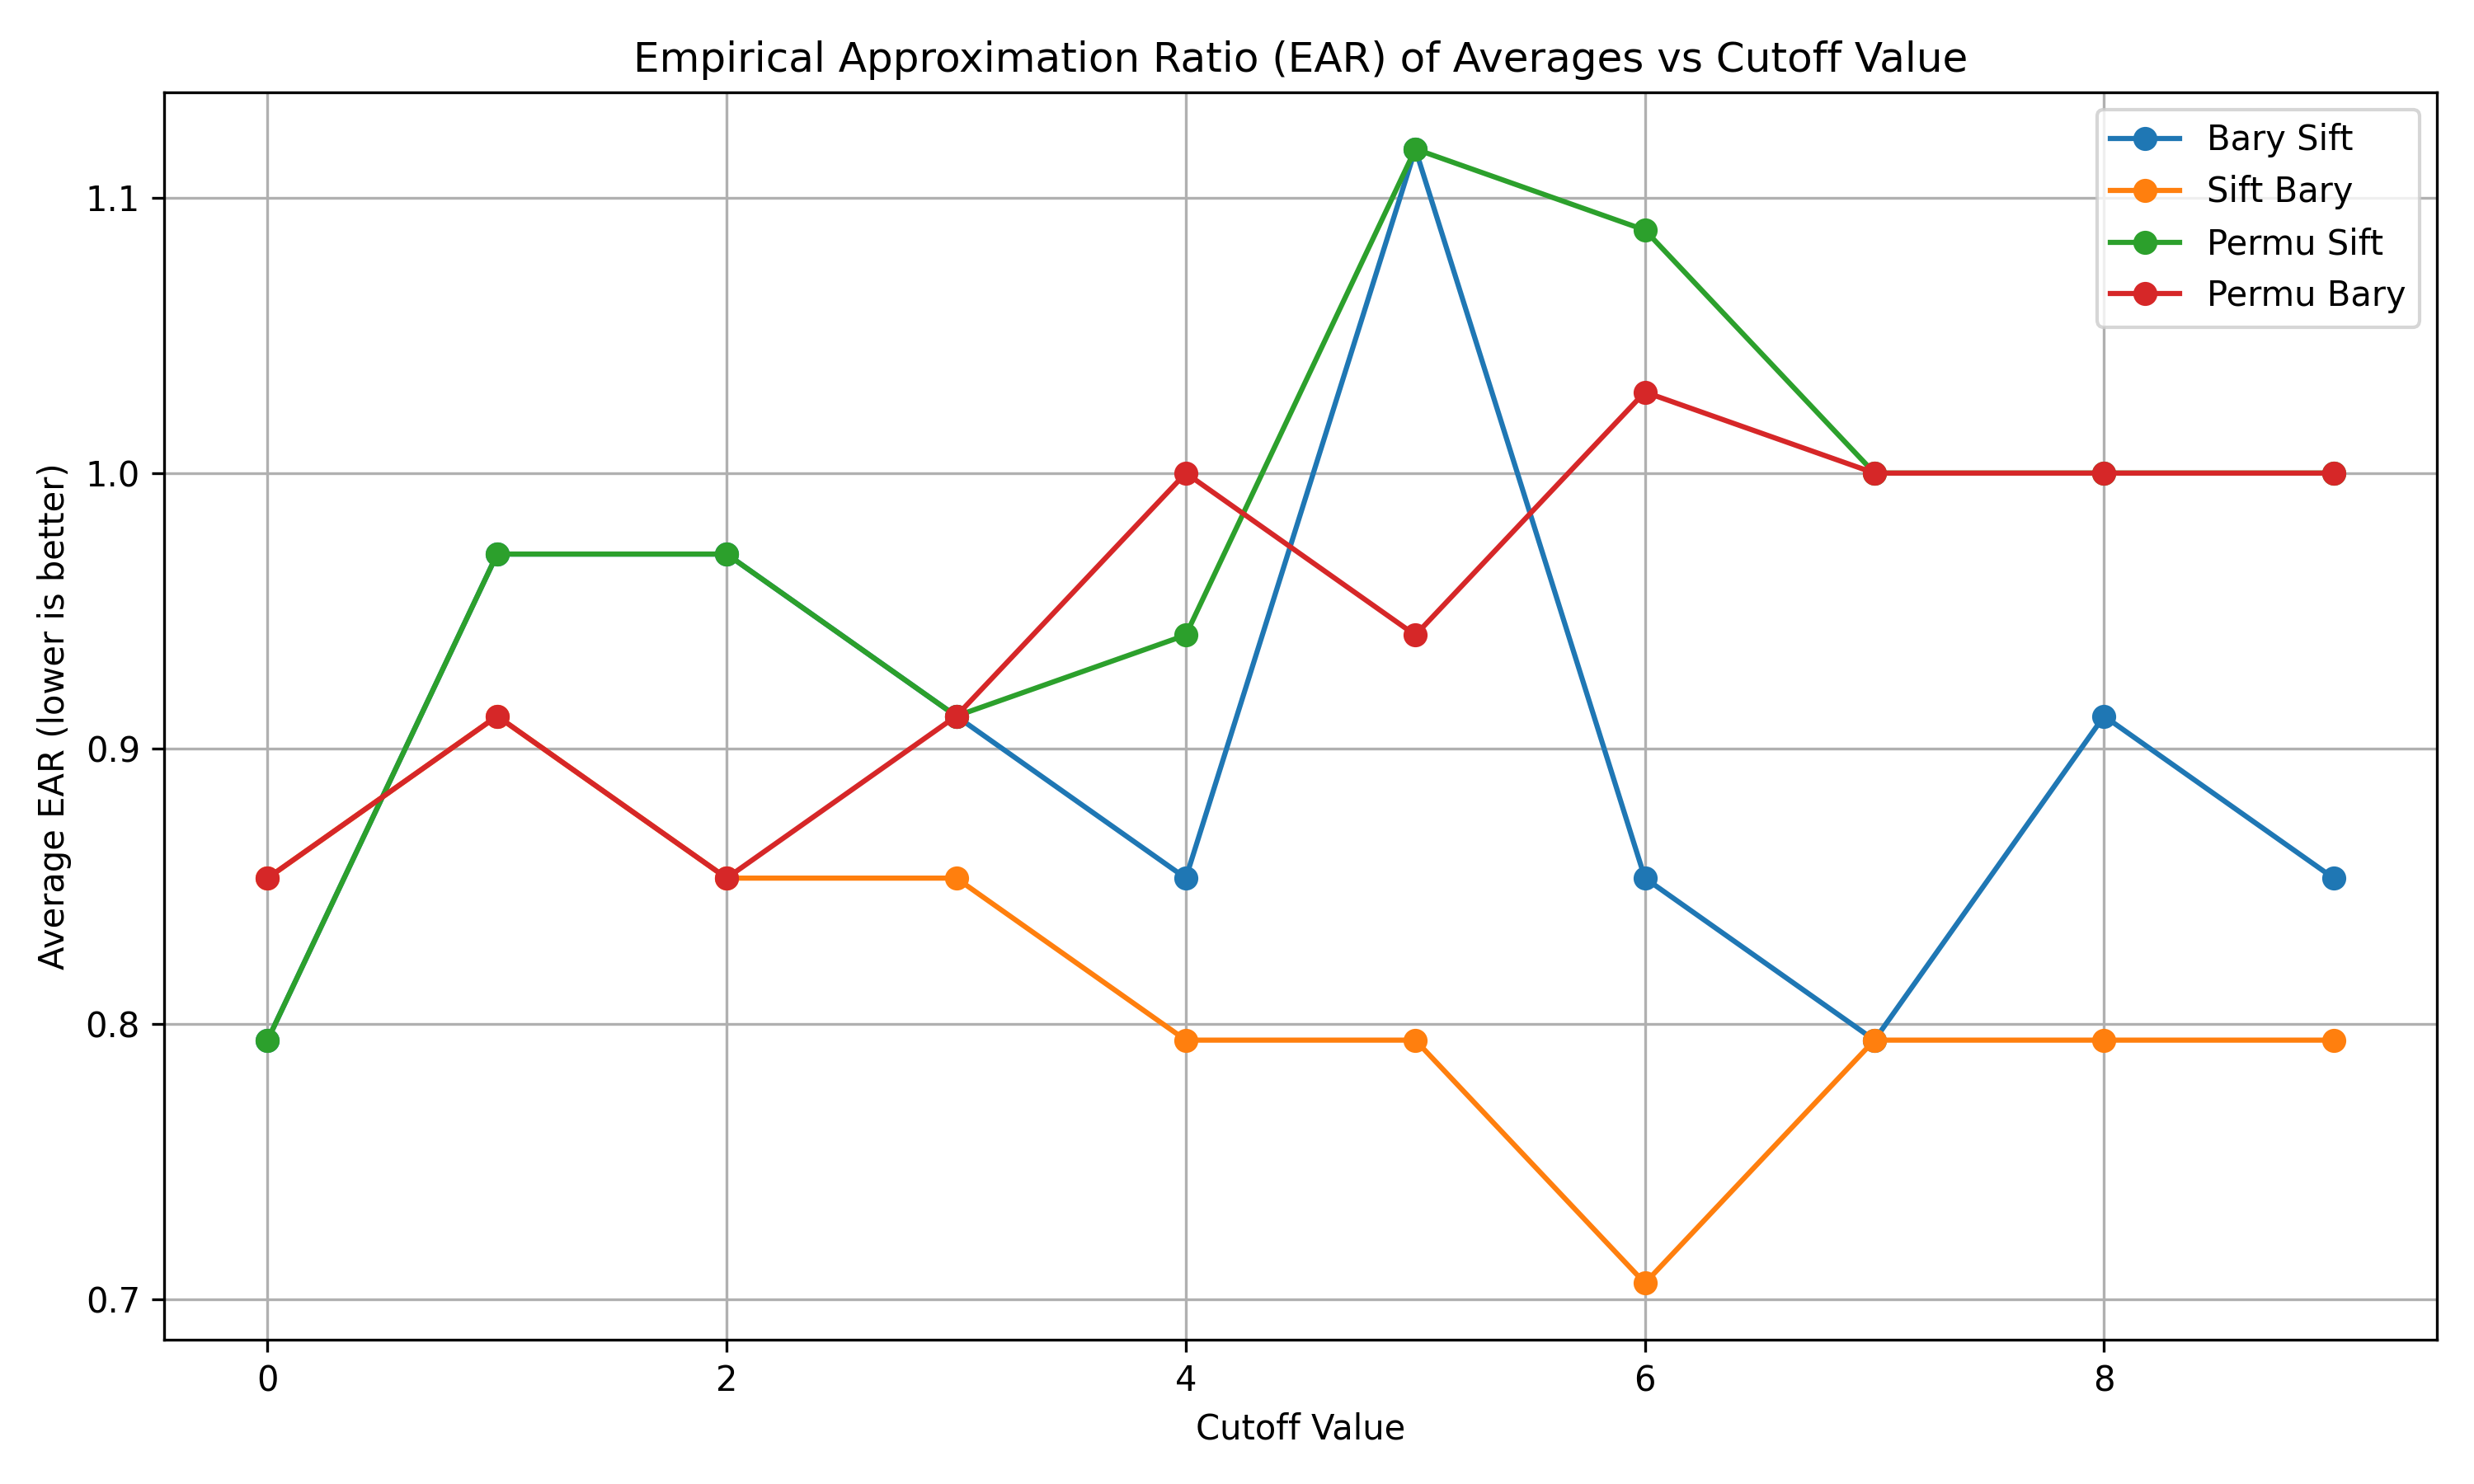 Empirical Approximation Ratio (EAR) of Averages vs Cutoff Value
Bary Sift
Sift Bary
Permu Sift
Permu Bary
Average EAR (lower is better)
1.1
1.0
0.9
0.8
0.7
0
2
4
6
8
Cutoff Value